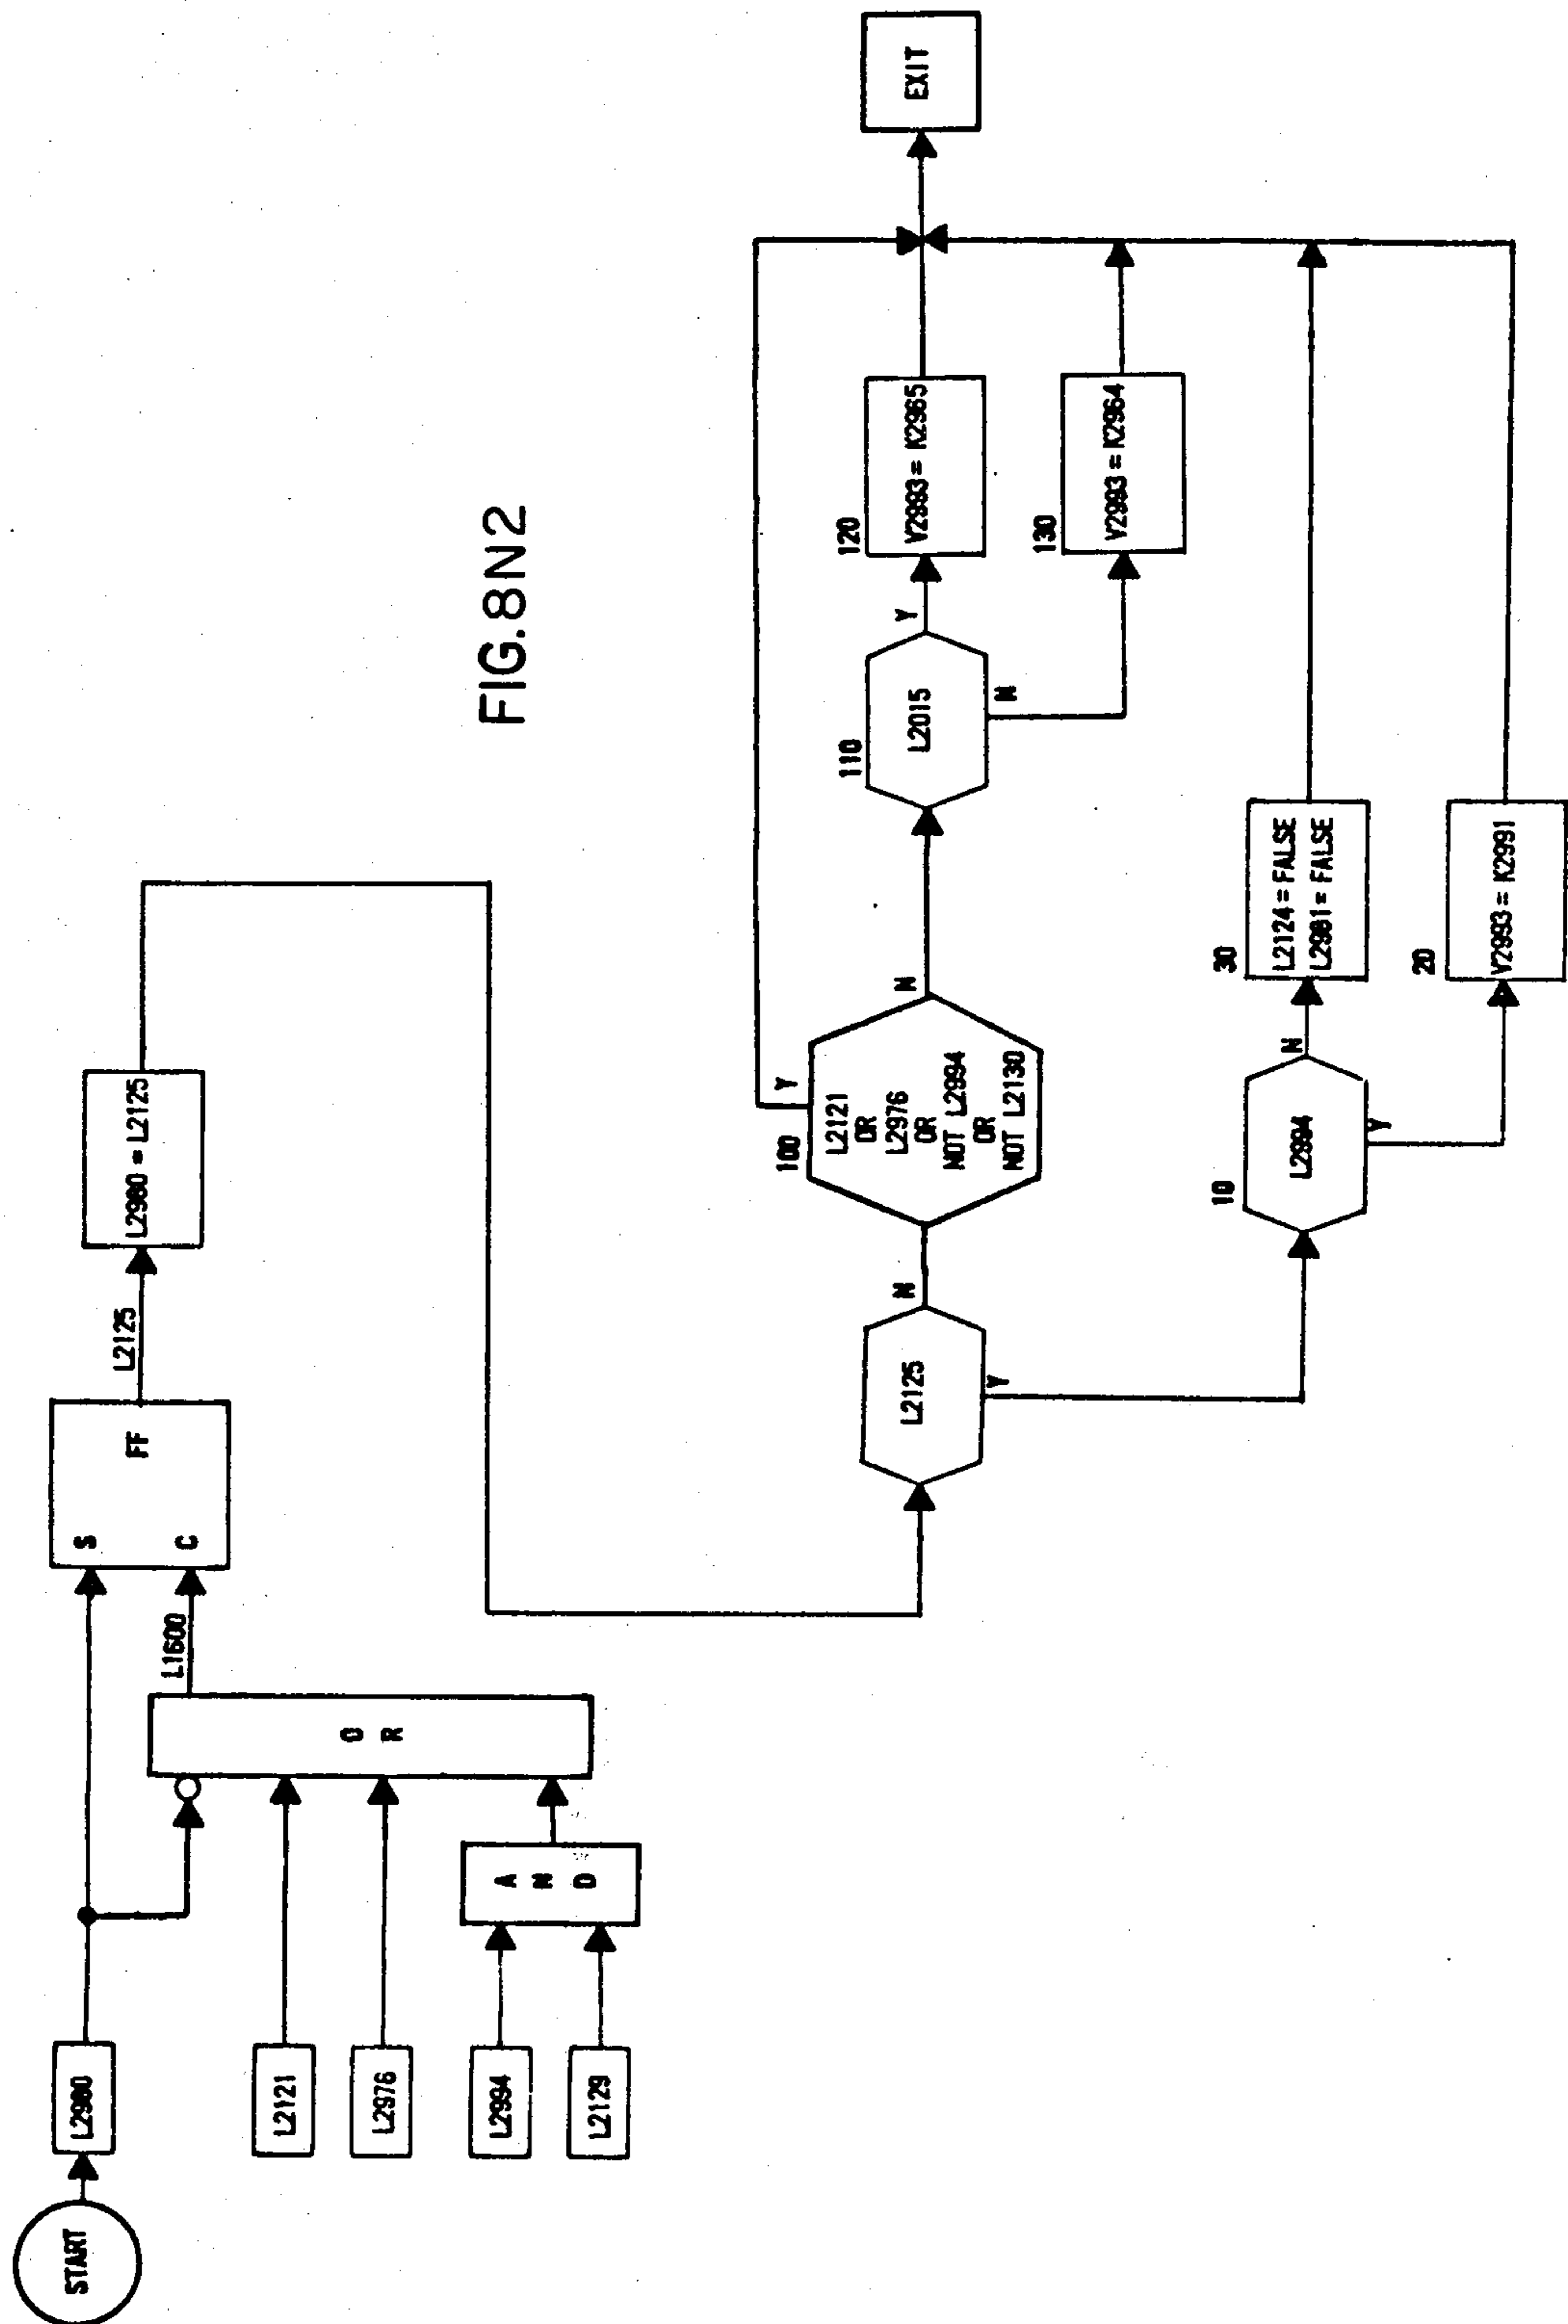 START
L2980
L2121
L2976
L2994
L2129
AND
OR
L1600
S
C
FF
L2125
L2980 = L2125
FIG.8N2
L2125
N
Y
100
L2121
OR
L2976
OR
NOT L2994
OR
NOT L2130
Y
N
110
L2015
Y
N
120
V2993 = K2965
130
V2993 = K2964
10
L2994
N
Y
30
L2124 = FALSE
L2981 = FALSE
20
V2993 = K2991
EXIT